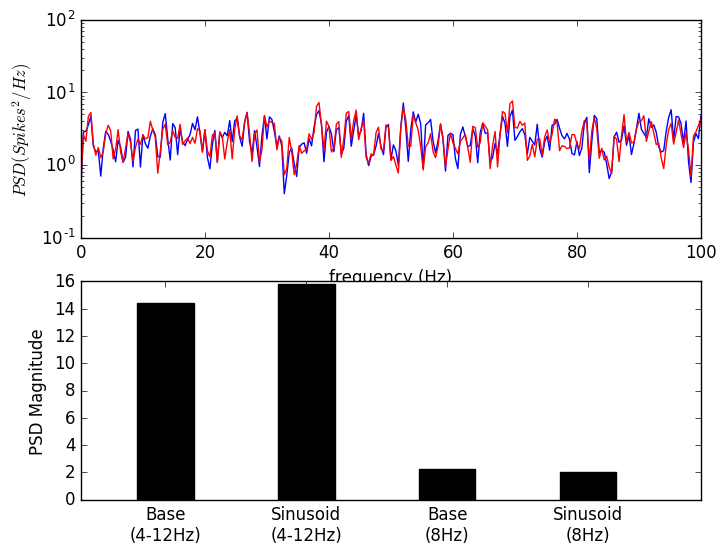 10^2
10^1
10^0
10^-1
PSD(Spikes^2/Hz)
0 20 40 60 80 100
frequency (Hz)
16
14
12
10
8
6
4
2
0
PSD Magnitude
Base Sinusoid Base Sinusoid
(4-12Hz) (4-12Hz) (8Hz) (8Hz)